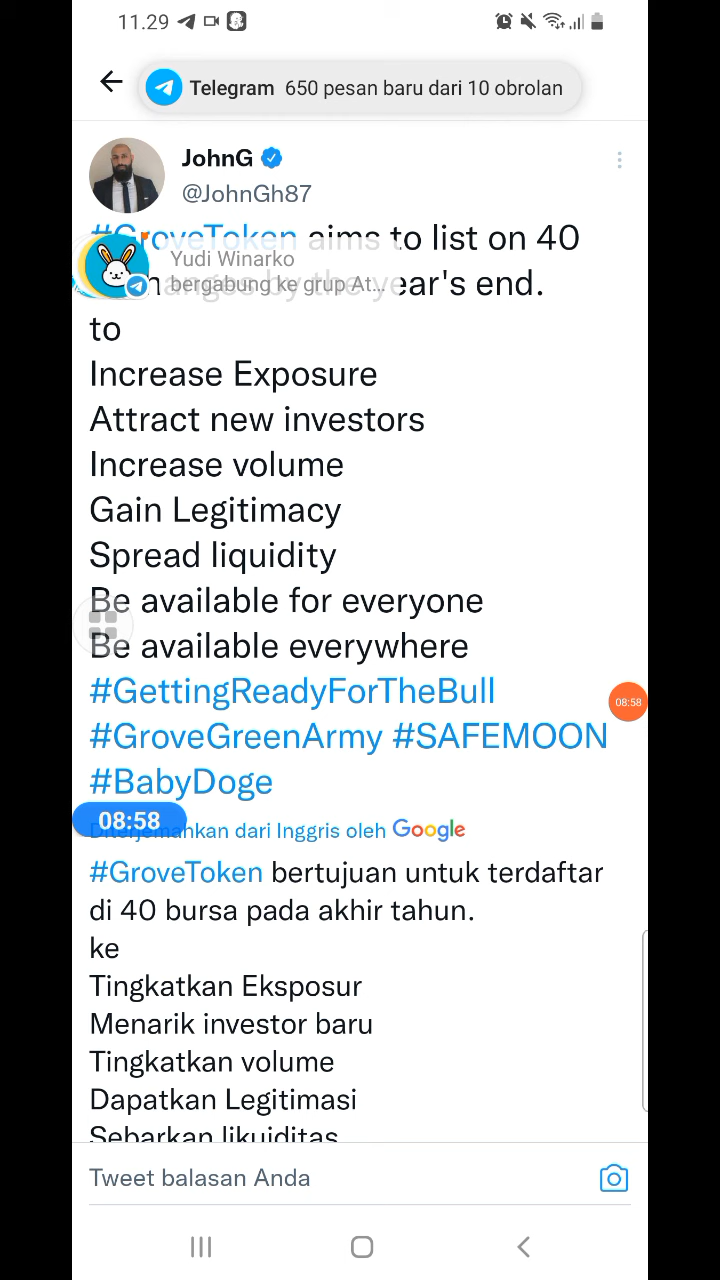 11.29
Telegram 650 pesan baru dari 10 obrolan
JohnG
@JohnGh87
#GroveToken aims to list on 40
Yudi Winarko
bergabung ke grup At...
by the year's end.
to
Increase Exposure
Attract new investors
Increase volume
Gain Legitimacy
Spread liquidity
Be available for everyone
Be available everywhere
#GettingReadyForTheBull
08:58
#GroveGreenArmy #SAFEMOON
#BabyDoge
08:58
Diterjemahkan dari Inggris oleh Google
#GroveToken bertujuan untuk terdaftar
di 40 bursa pada akhir tahun.
ke
Tingkatkan Eksposur
Menarik investor baru
Tingkatkan volume
Dapatkan Legitimasi
Sebarkan likuiditas
Tweet balasan Anda